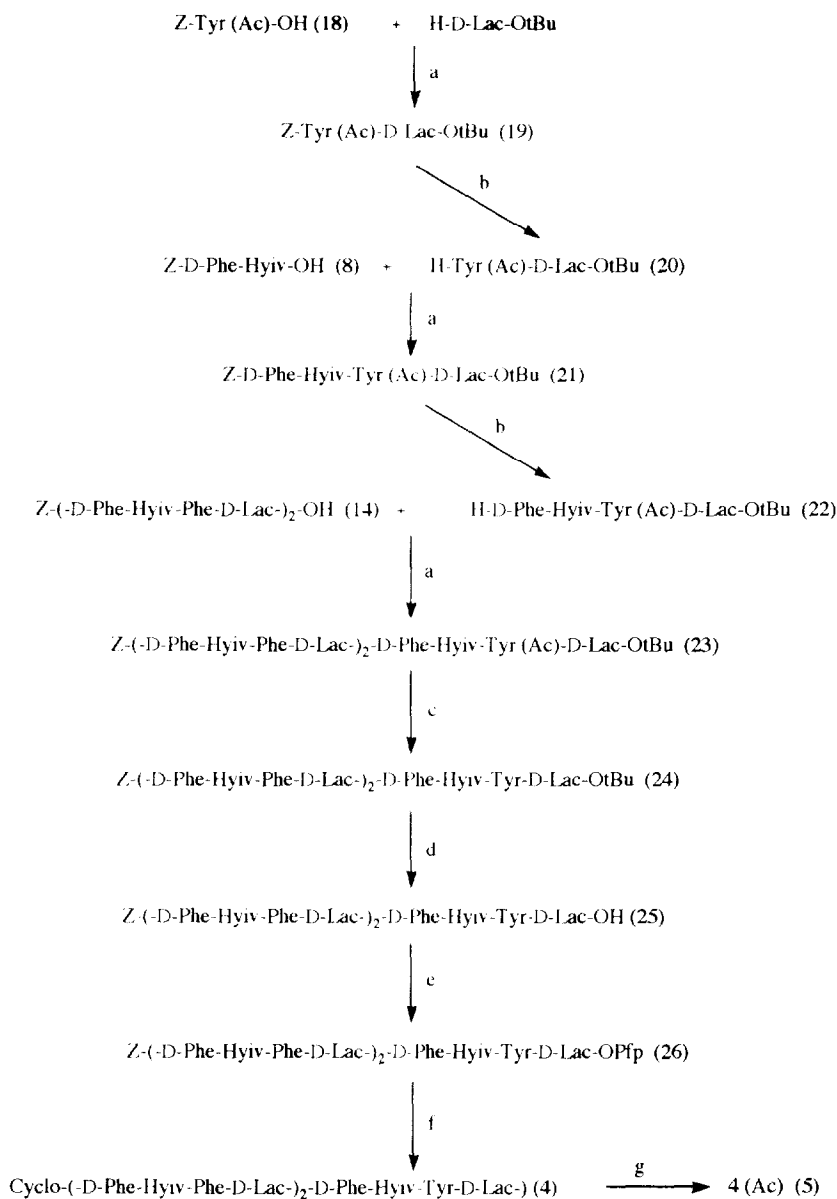 Z-Tyr (Ac)-OH (18) + H-D-Lac-OtBu
a
Z-Tyr (Ac)-D-Lac-OtBu (19)
b
Z-D-Phe-Hyiv-OH (8) + H-Tyr (Ac)-D-Lac-OtBu (20)
a
Z-D-Phe-Hyiv-Tyr (Ac)-D-Lac-OtBu (21)
b
Z-(-D-Phe-Hyiv-Phe-D-Lac-)₂-OH (14) + H-D-Phe-Hyiv-Tyr (Ac)-D-Lac-OtBu (22)
a
Z-(-D-Phe-Hyiv-Phe-D-Lac-)₂-D-Phe-Hyiv-Tyr (Ac)-D-Lac-OtBu (23)
c
Z-(-D-Phe-Hyiv-Phe-D-Lac-)₂-D-Phe-Hyiv-Tyr-D-Lac-OtBu (24)
d
Z-(-D-Phe-Hyiv-Phe-D-Lac-)₂-D-Phe-Hyiv-Tyr-D-Lac-OH (25)
e
Z-(-D-Phe-Hyiv-Phe-D-Lac-)₂-D-Phe-Hyiv-Tyr-D-Lac-OPfp (26)
f
Cyclo-(-D-Phe-Hyiv-Phe-D-Lac-)₂-D-Phe-Hyiv-Tyr-D-Lac-) (4) g 4 (Ac) (5)